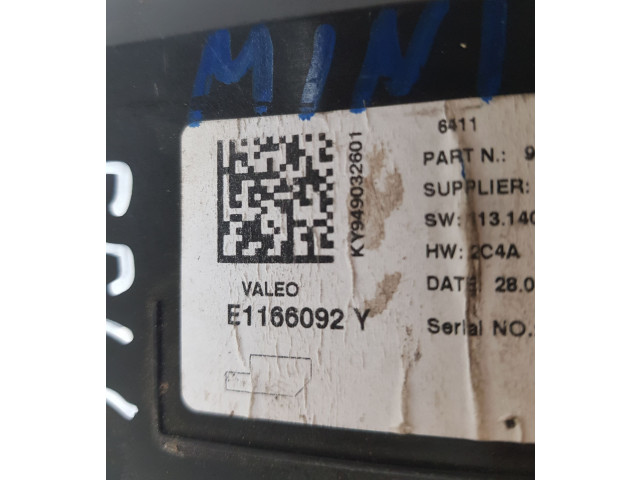 MINI
6411
PART N.: 9
SUPPLIER:
SW: 113.140
HW: 2C4A
DATE: 28.0
Serial NO.:
KY949032601
VALEO
E1166092 Y